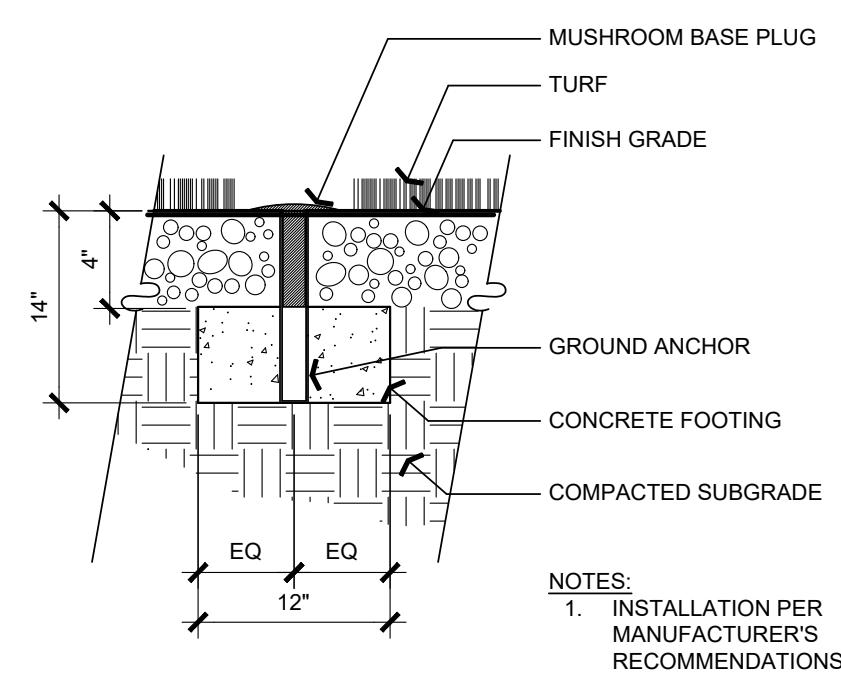 MUSHROOM BASE PLUG
TURF
FINISH GRADE
4"
14"
GROUND ANCHOR
CONCRETE FOOTING
COMPACTED SUBGRADE
EQ EQ
12"
NOTES:
1. INSTALLATION PER
MANUFACTURER'S
RECOMMENDATIONS